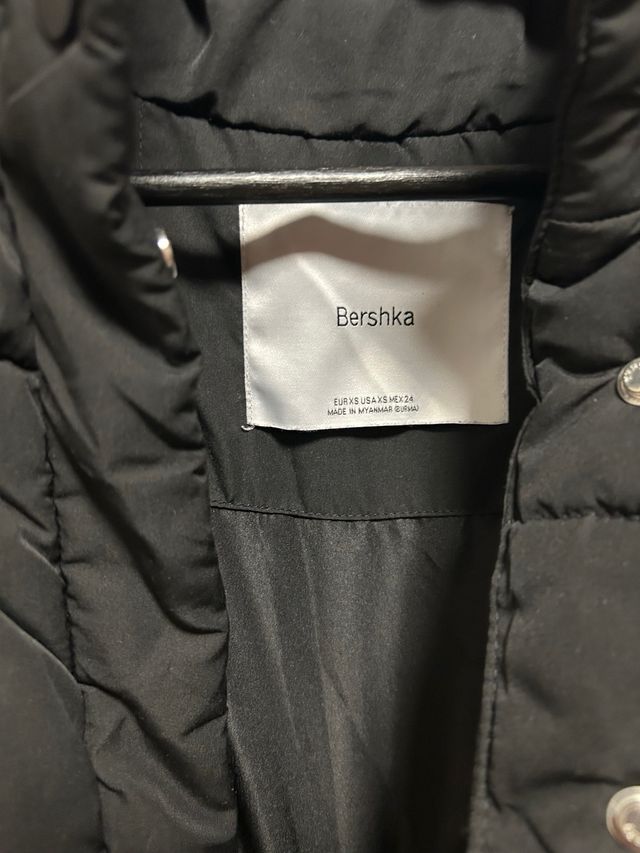 Bershka
EUR XS USA XS MEX 24
MADE IN MYANMAR (BURMA)